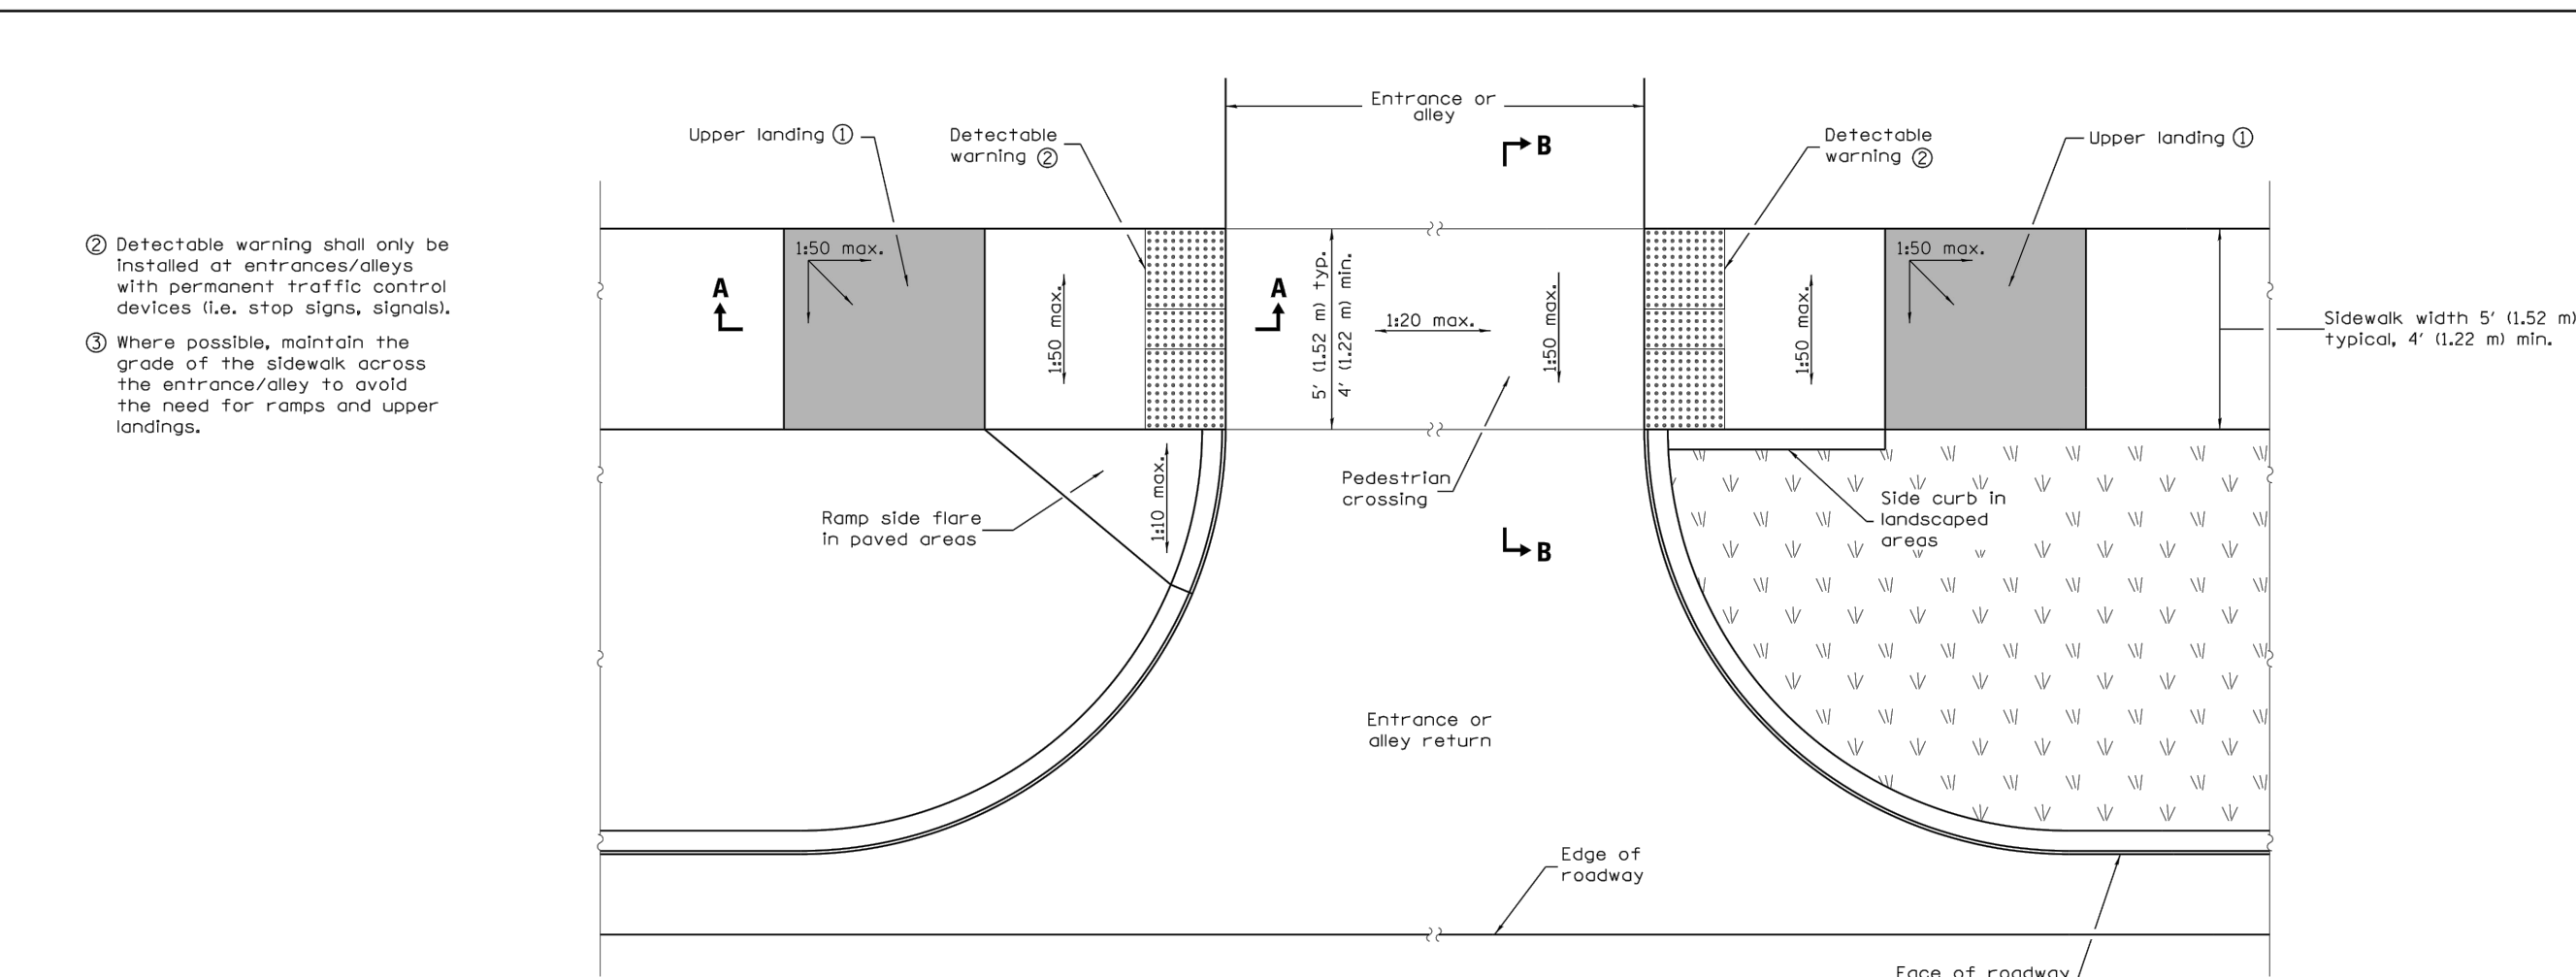 Entrance or
alley
Upper landing ①
Detectable
warning ②
B
Detectable
warning ②
Upper landing ①
② Detectable warning shall only be
installed at entrances/alleys
with permanent traffic control
devices (i.e. stop signs, signals).
③ Where possible, maintain the
grade of the sidewalk across
the entrance/alley to avoid
the need for ramps and upper
landings.
1:50 max.
A
1:50 max.
A
5' (1.52 m) typ.
4' (1.22 m) min.
1:20 max.
1:50 max.
1:50 max.
1:50 max.
Sidewalk width 5' (1.52 m)
typical, 4' (1.22 m) min.
Ramp side flare
in paved areas
1:10 max.
Pedestrian
crossing
B
Side curb in
landscaped
areas
Entrance or
alley return
Edge of
roadway
Face of roadway